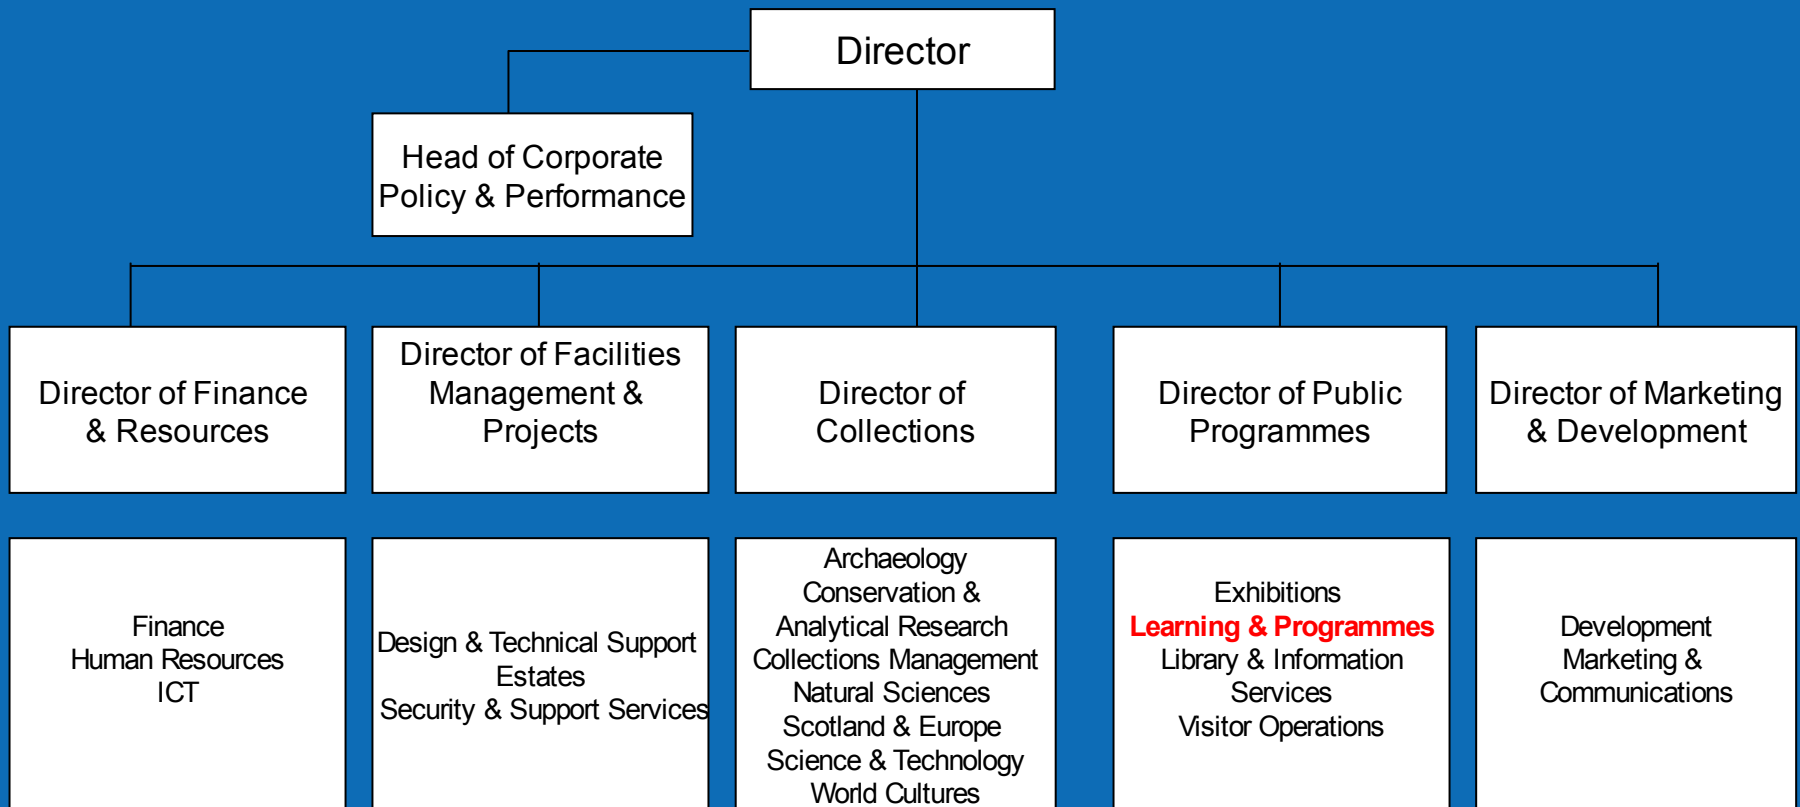 Director
Head of Corporate
Policy & Performance
Director of Finance
& Resources
Director of Facilities
Management &
Projects
Director of
Collections
Director of Public
Programmes
Director of Marketing
& Development
Finance
Human Resources
ICT
Design & Technical Support
Estates
Security & Support Services
Archaeology
Conservation &
Analytical Research
Collections Management
Natural Sciences
Scotland & Europe
Science & Technology
World Cultures
Exhibitions
Learning & Programmes
Library & Information
Services
Visitor Operations
Development
Marketing &
Communications